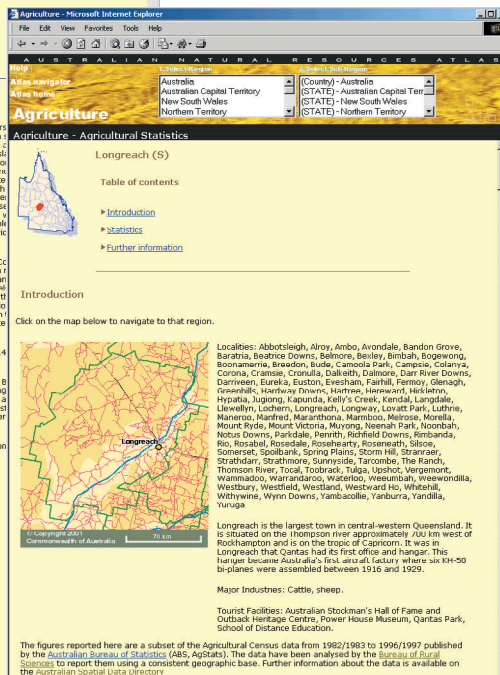 Agriculture - Microsoft Internet Explorer
File Edit View Favorites Tools Help
AUSTRALIAN NATURAL RESOURCES ATLAS
Help
Atlas navigator
Atlas home
Agriculture
1.Select Region
Australia
Australian Capital Territory
New South Wales
Northern Territory
2.Select Sub-Region
(Country) - Australia
(STATE) - Australian Capital Terr
(STATE) - New South Wales
(STATE) - Northern Territory
Agriculture - Agricultural Statistics
Longreach (S)
Table of contents
Introduction
Statistics
Further information
Introduction
Click on the map below to navigate to that region.
Longreach
© Copyright 2001
Commonwealth of Australia
70 km
Localities: Abbotsleigh, Alroy, Ambo, Avondale, Bandon Grove,
Baratria, Beatrice Downs, Belmore, Bexley, Bimbah, Bogewong,
Boonamerrie, Breedon, Bude, Camoola Park, Campsie, Colanya,
Corona, Cramsie, Cronulla, Dalkeith, Dalmore, Darr River Downs,
Darriveen, Eureka, Euston, Evesham, Fairhill, Fermoy, Glenagh,
Greenhills, Hardway Downs, Hartree, Hereward, Hickleton,
Hypatia, Jugiong, Kapunda, Kelly's Creek, Kendal, Langdale,
Llewellyn, Lochern, Longreach, Longway, Lovatt Park, Luthrie,
Maneroo, Manfred, Maranthona, Marmboo, Melrose, Morella,
Mount Ryde, Mount Victoria, Muyong, Neenah Park, Noonbah,
Notus Downs, Parkdale, Penrith, Richfield Downs, Rimbanda,
Rio, Rosabel, Rosedale, Rosehearty, Roseneath, Silsoe,
Somerset, Spoilbank, Spring Plains, Storm Hill, Stranraer,
Strathdarr, Strathmore, Sunnyside, Tarcombe, The Ranch,
Thomson River, Tocal, Toobrack, Tulga, Upshot, Vergemont,
Wammadoo, Warrandaroo, Waterloo, Weeumbah, Weewondilla,
Westbury, Westfield, Westland, Westward Ho, Whitehill,
Withywine, Wynn Downs, Yambacollie, Yanburra, Yandilla,
Yuruga
Longreach is the largest town in central-western Queensland. It
is situated on the Thompson river approximately 700 km west of
Rockhampton and is on the tropic of Capricorn. It was in
Longreach that Qantas had its first office and hangar. This
hanger became Australia's first aircraft factory where six KH-50
bi-planes were assembled between 1916 and 1929.
Major Industries: Cattle, sheep.
Tourist Facilities: Australian Stockman's Hall of Fame and
Outback Heritage Centre, Power House Museum, Qantas Park,
School of Distance Education.
The figures reported here are a subset of the Agricultural Census data from 1982/1983 to 1996/1997 published
by the Australian Bureau of Statistics (ABS, AgStats). The data have been analysed by the Bureau of Rural
Sciences to report them using a consistent geographic base. Further information about the data is available on
the Australian Spatial Data Directory